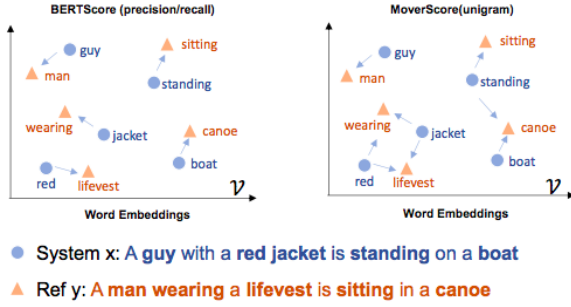 BERTScore (precision/recall)
guy
man
sitting
standing
wearing
jacket
canoe
boat
red
lifevest
𝒱
Word Embeddings
MoverScore(unigram)
guy
man
sitting
standing
wearing
jacket
canoe
boat
red
lifevest
𝒱
Word Embeddings
System x: A guy with a red jacket is standing on a boat
Ref y: A man wearing a lifevest is sitting in a canoe